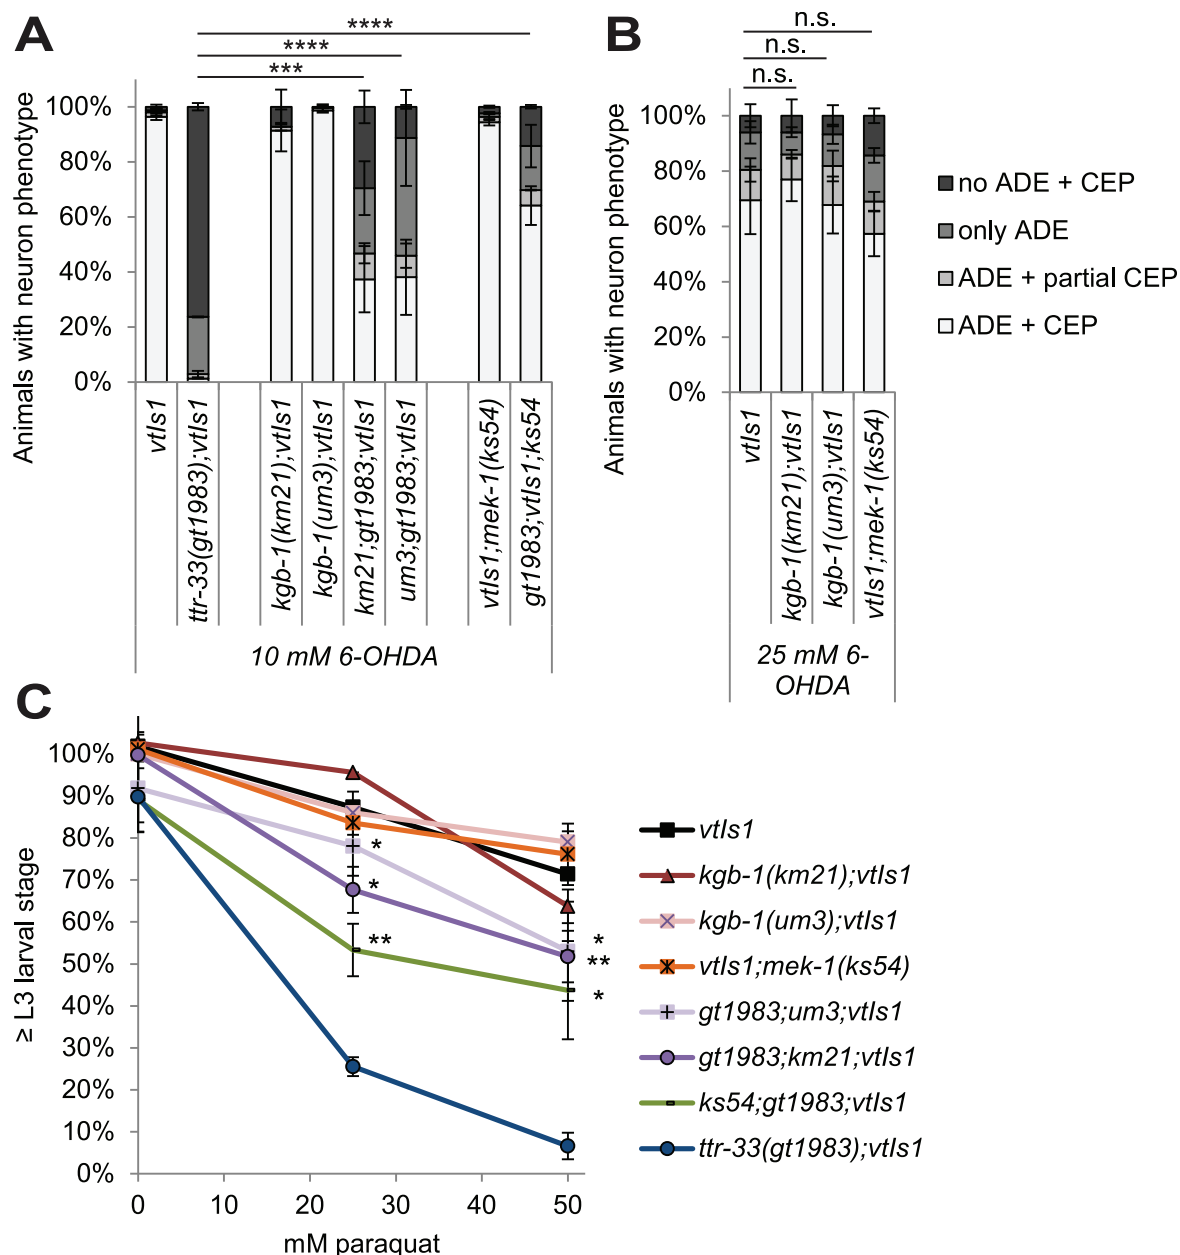 A
****
****
***
Animals with neuron phenotype
100%
80%
60%
40%
20%
0%
vtIs1
ttr-33(gt1983);vtIs1
kgb-1(km21);vtIs1
kgb-1(um3);vtIs1
km21;gt1983;vtIs1
um3;gt1983;vtIs1
vtIs1;mek-1(ks54)
gt1983;vtIs1;ks54
10 mM 6-OHDA
B
n.s.
n.s.
n.s.
Animals with neuron phenotype
100%
80%
60%
40%
20%
0%
vtIs1
kgb-1(km21);vtIs1
kgb-1(um3);vtIs1
vtIs1;mek-1(ks54)
25 mM 6-
OHDA
no ADE + CEP
only ADE
ADE + partial CEP
ADE + CEP
C
≥ L3 larval stage
100%
90%
80%
70%
60%
50%
40%
30%
20%
10%
0%
*
*
**
*
**
*
0
10
20
30
40
50
mM paraquat
vtIs1
kgb-1(km21);vtIs1
kgb-1(um3);vtIs1
vtIs1;mek-1(ks54)
gt1983;um3;vtIs1
gt1983;km21;vtIs1
ks54;gt1983;vtIs1
ttr-33(gt1983);vtIs1